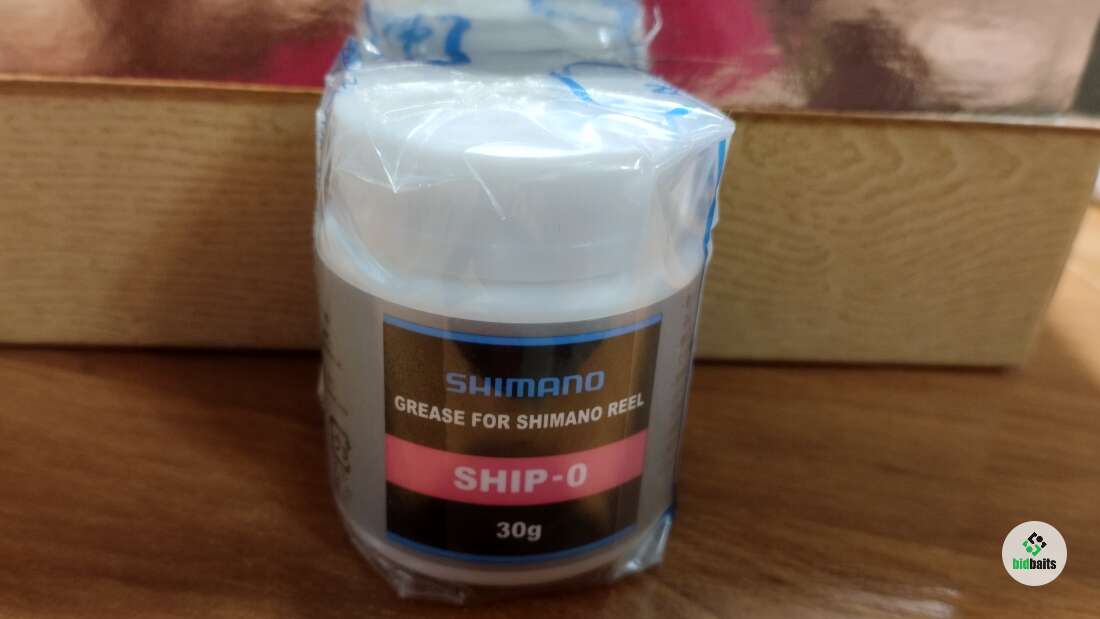 SHIMANO
GREASE FOR SHIMANO REEL
SHIP-0
30g
bidbaits